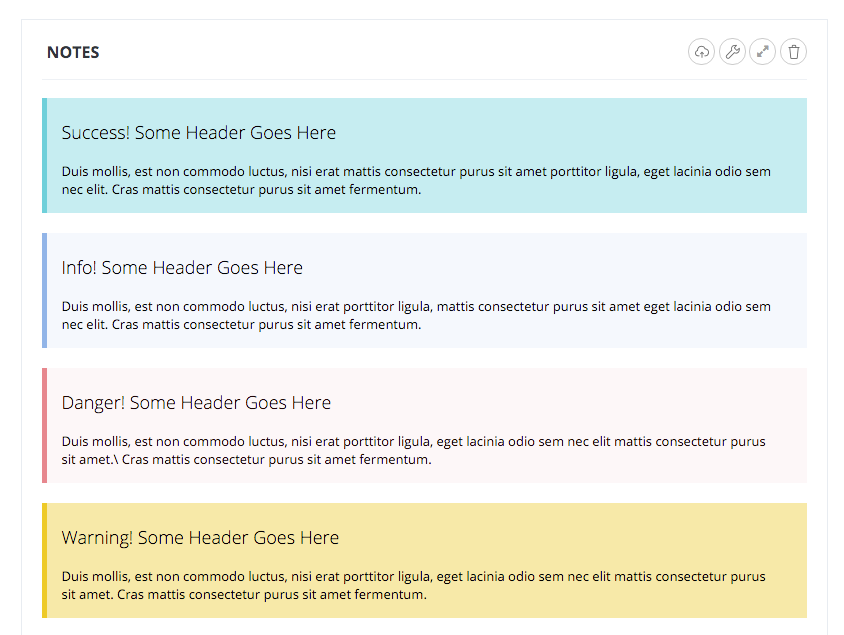 NOTES
Success! Some Header Goes Here
Duis mollis, est non commodo luctus, nisi erat mattis consectetur purus sit amet porttitor ligula, eget lacinia odio sem
nec elit. Cras mattis consectetur purus sit amet fermentum.
Info! Some Header Goes Here
Duis mollis, est non commodo luctus, nisi erat porttitor ligula, mattis consectetur purus sit amet eget lacinia odio sem
nec elit. Cras mattis consectetur purus sit amet fermentum.
Danger! Some Header Goes Here
Duis mollis, est non commodo luctus, nisi erat porttitor ligula, eget lacinia odio sem nec elit mattis consectetur purus
sit amet.\ Cras mattis consectetur purus sit amet fermentum.
Warning! Some Header Goes Here
Duis mollis, est non commodo luctus, nisi erat porttitor ligula, eget lacinia odio sem nec elit mattis consectetur purus
sit amet. Cras mattis consectetur purus sit amet fermentum.